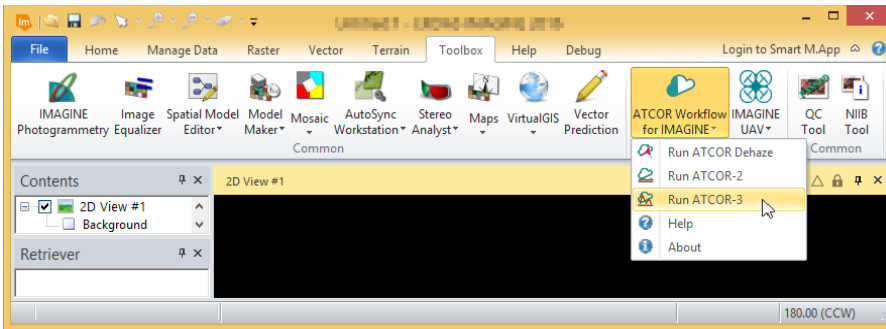 Im
File Home Manage Data Raster Vector Terrain Toolbox Help Debug Login to Smart M.App
IMAGINE Photogrammetry
Image Equalizer
Spatial Model Editor
Model Maker
Mosaic
AutoSync Workstation
Stereo Analyst
Maps
VirtualGIS
Vector Prediction
ATCOR Workflow for IMAGINE
IMAGINE UAV
QC Tool
NIIB Tool
Common
Common
Run ATCOR Dehaze
Run ATCOR-2
Run ATCOR-3
Help
About
Contents
2D View #1
Background
Retriever
2D View #1
180.00 (CCW)